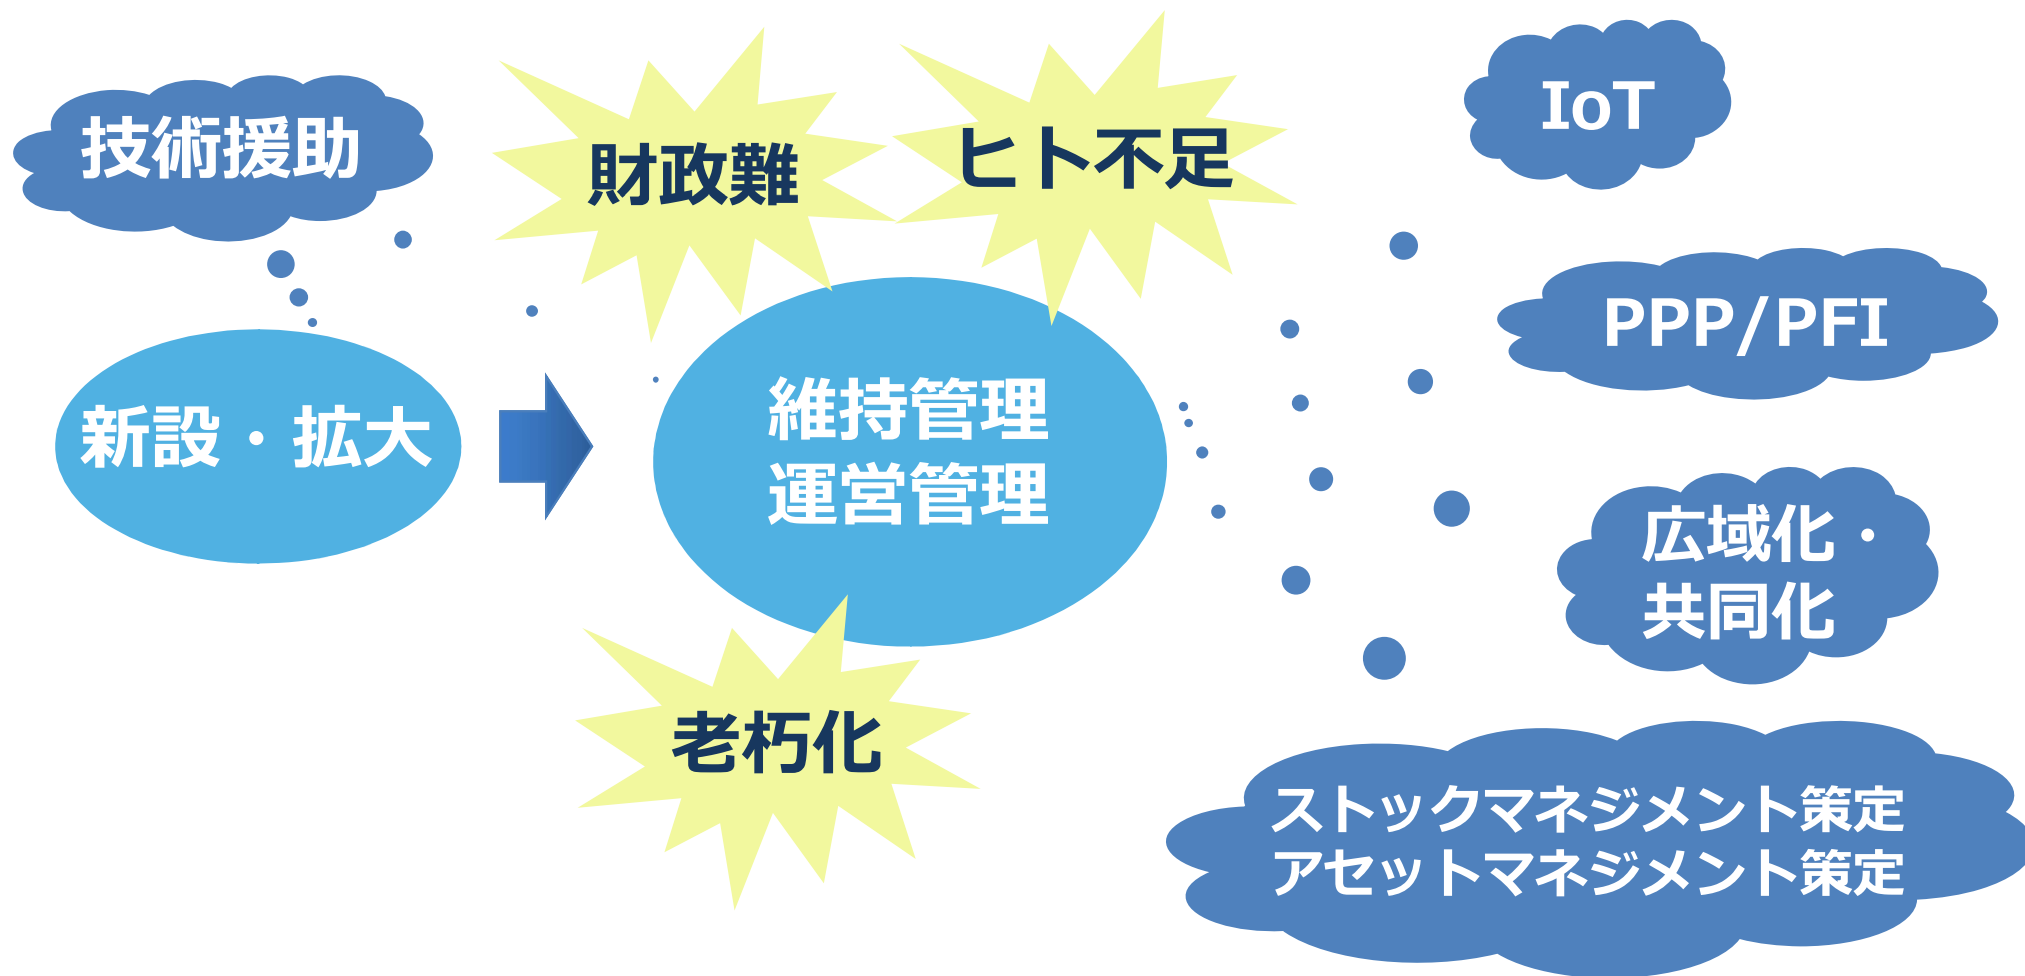 技術援助
新設・拡大
財政難
ヒト不足
維持管理
運営管理
老朽化
IoT
PPP/PFI
広域化・
共同化
ストックマネジメント策定
アセットマネジメント策定